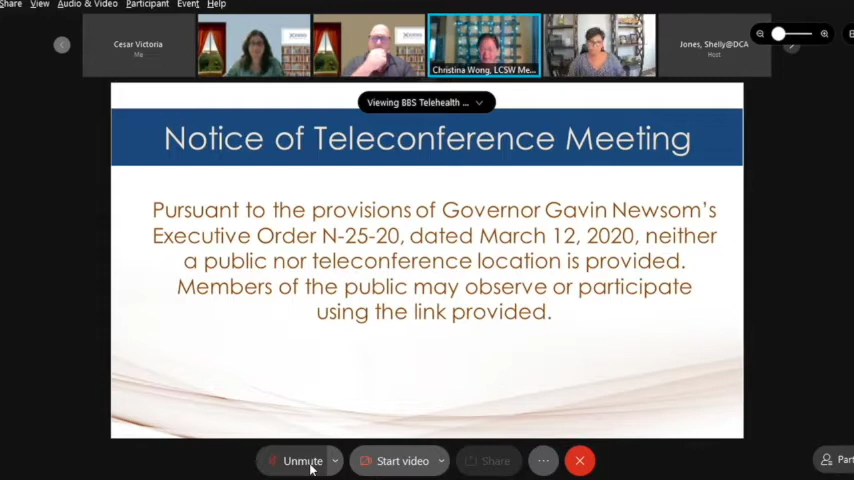 Share View Audio & Video Participant Event Help
Cesar Victoria
Me
Christina Wong, LCSW Me...
Jones, Shelly@DCA
Host
Viewing BBS Telehealth ...
Notice of Teleconference Meeting
Pursuant to the provisions of Governor Gavin Newsom's
Executive Order N-25-20, dated March 12, 2020, neither
a public nor teleconference location is provided.
Members of the public may observe or participate
using the link provided.
Unmute
Start video
Share
Part